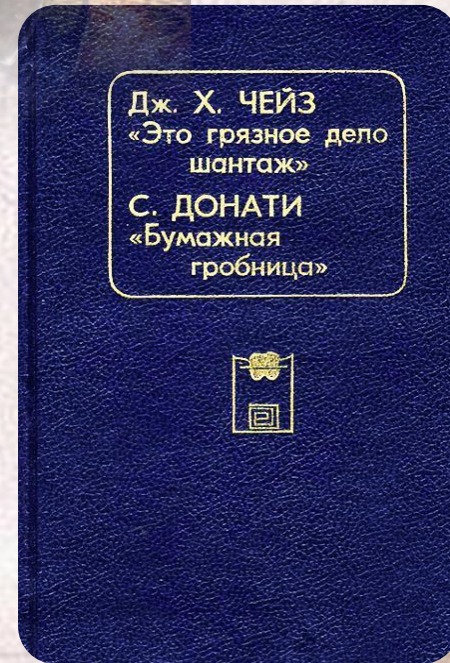 Дж. Х. ЧЕЙЗ
«Это грязное дело
шантаж»
С. ДОНАТИ
«Бумажная
гробница»